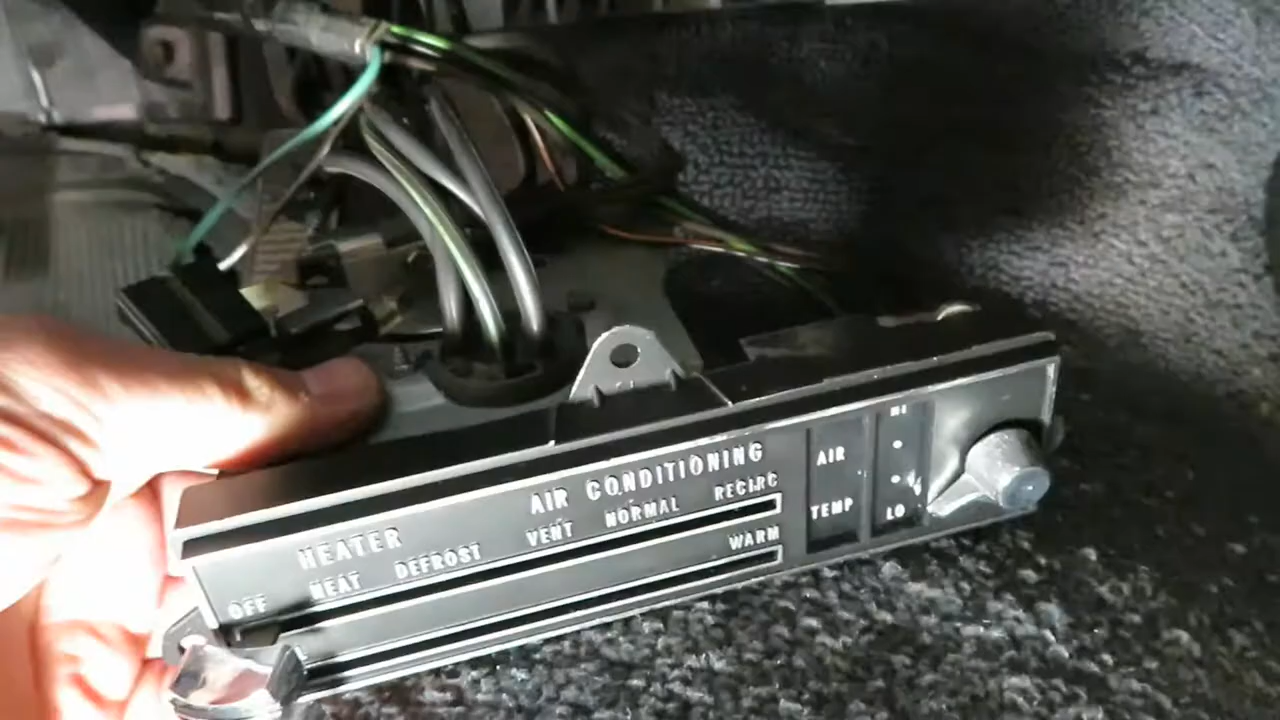 HEATER AIR CONDITIONING
OFF HEAT DEFROST VENT NORMAL RECIRC
WARM
AIR
TEMP
HI
LO